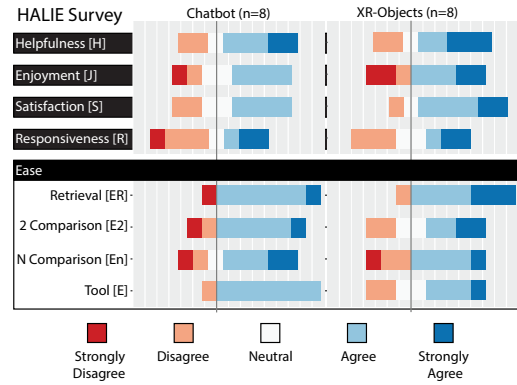 HALIE Survey
Chatbot (n=8)
XR-Objects (n=8)
Helpfulness [H]
Enjoyment [J]
Satisfaction [S]
Responsiveness [R]
Ease
Retrieval [ER]
2 Comparison [E2]
N Comparison [En]
Tool [E]
Strongly
Disagree
Disagree
Neutral
Agree
Strongly
Agree